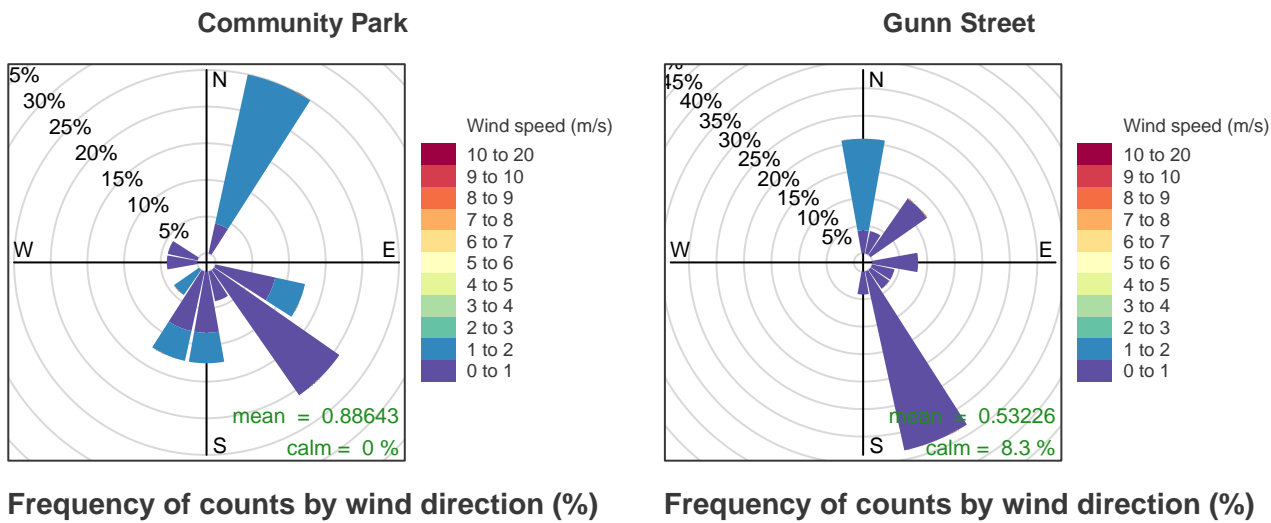 Community Park
5%
30%
25%
20%
15%
10%
5%
N
W
E
S
mean = 0.88643
calm = 0 %
Wind speed (m/s)
10 to 20
9 to 10
8 to 9
7 to 8
6 to 7
5 to 6
4 to 5
3 to 4
2 to 3
1 to 2
0 to 1
Frequency of counts by wind direction (%)
Gunn Street
45%
40%
35%
30%
25%
20%
15%
10%
5%
N
W
E
S
mean = 0.53226
calm = 8.3 %
Wind speed (m/s)
10 to 20
9 to 10
8 to 9
7 to 8
6 to 7
5 to 6
4 to 5
3 to 4
2 to 3
1 to 2
0 to 1
Frequency of counts by wind direction (%)